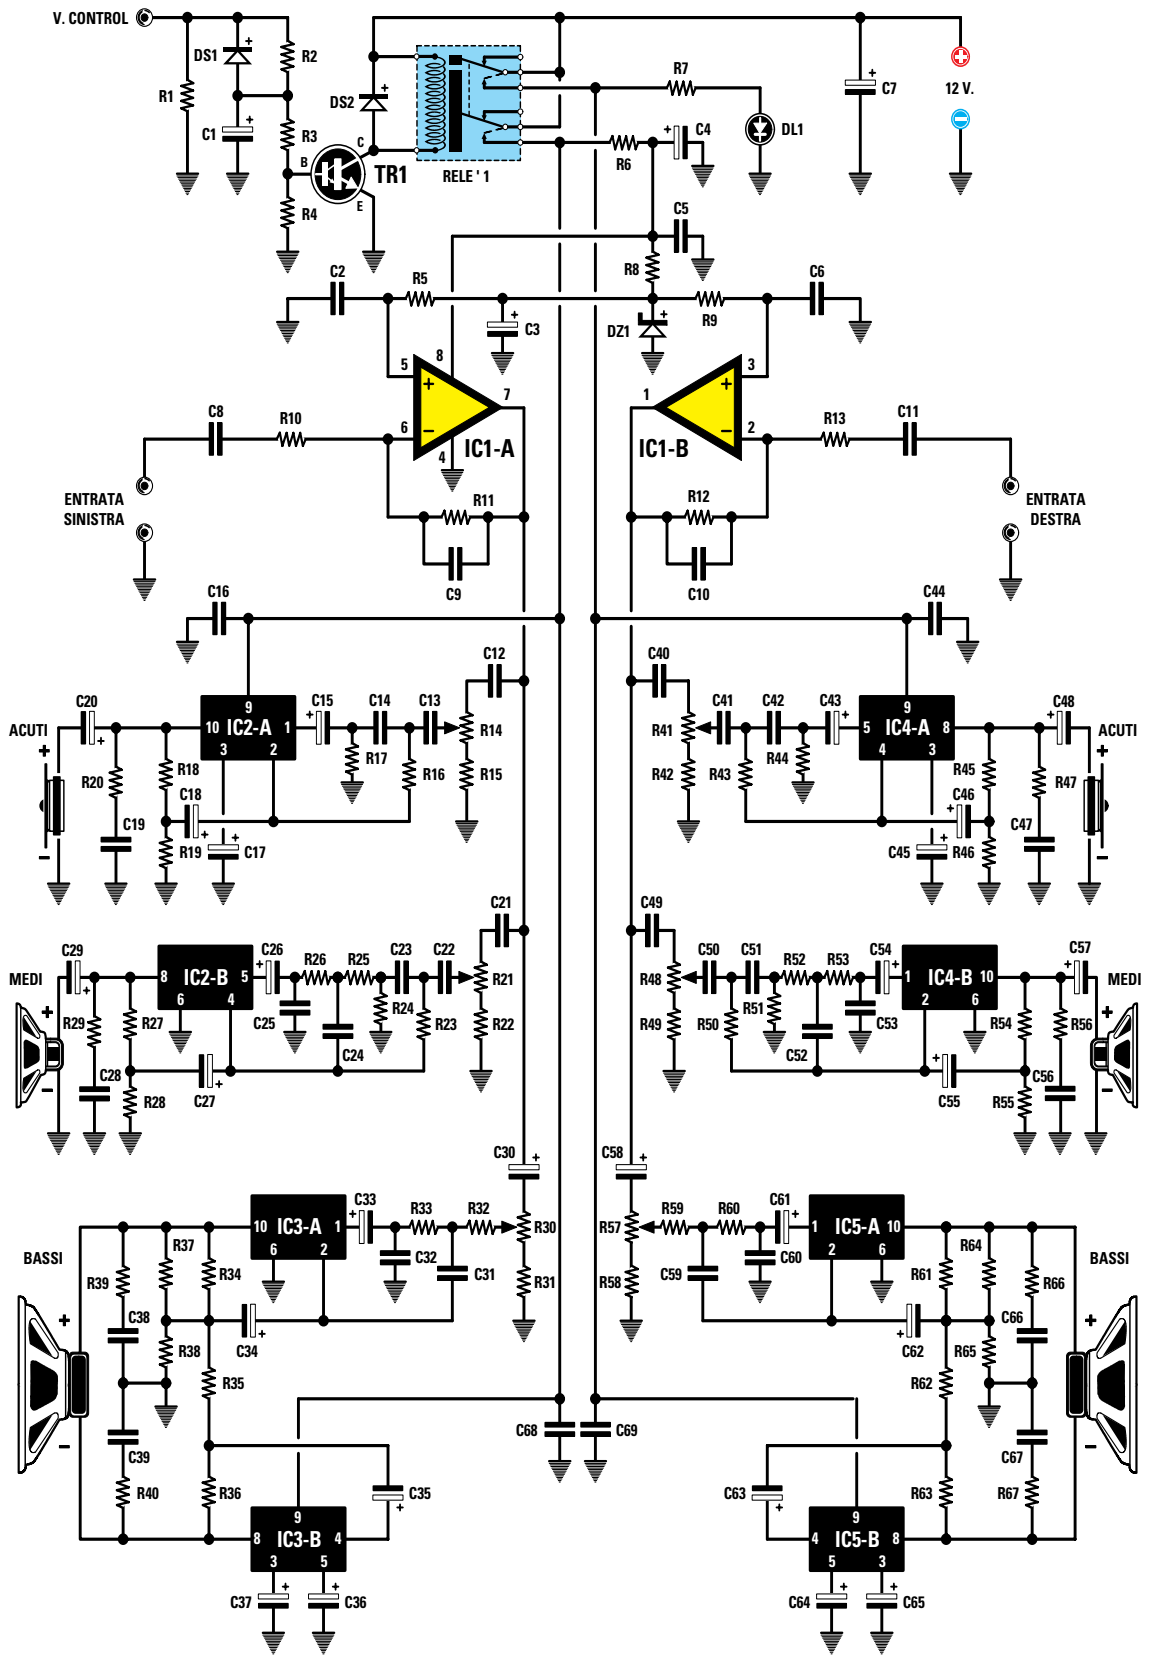 V. CONTROL
DS1
R2
R1
C1
R3
R4
B
C
E
TR1
DS2
RELE' 1
R7
C4
R6
DL1
C7
12 V.
C5
R8
C2
R5
C3
DZ1
R9
C6
5
8
6
4
7
IC1-A
1
3
2
IC1-B
C8
R10
R13
C11
ENTRATA
SINISTRA
ENTRATA
DESTRA
R11
C9
R12
C10
C16
C44
C12
C40
C20
ACUTI
10
9
1
IC2-A
3
2
C15
C14
C13
R14
R17
R16
R15
R20
R18
C18
C19
R19
C17
R41
C41
C42
C43
R42
R43
R44
5
9
8
IC4-A
4
3
C48
ACUTI
R45
R47
C46
C45
R46
C47
C21
C49
C29
MEDI
8
IC2-B
5
6
4
C26
R26
R25
C23
C22
R21
R29
R27
C25
C24
R24
R23
R22
C28
R28
C27
R48
C50
C51
R52
R53
C54
R49
R50
R51
C52
C53
1
IC4-B
10
2
6
C57
MEDI
R54
R56
C55
R55
C56
C30
C58
BASSI
10
IC3-A
1
6
2
C33
R33
R32
R30
C32
C31
R31
R39
R37
R34
C38
R38
C34
R35
C39
R40
R36
C35
9
8
IC3-B
4
3
5
C37
C36
R57
R59
R60
C61
R58
C59
C60
1
IC5-A
10
2
6
BASSI
R61
R64
R66
C62
R65
C66
R62
C68
C69
C67
C63
R63
R67
9
4
IC5-B
8
5
3
C64
C65